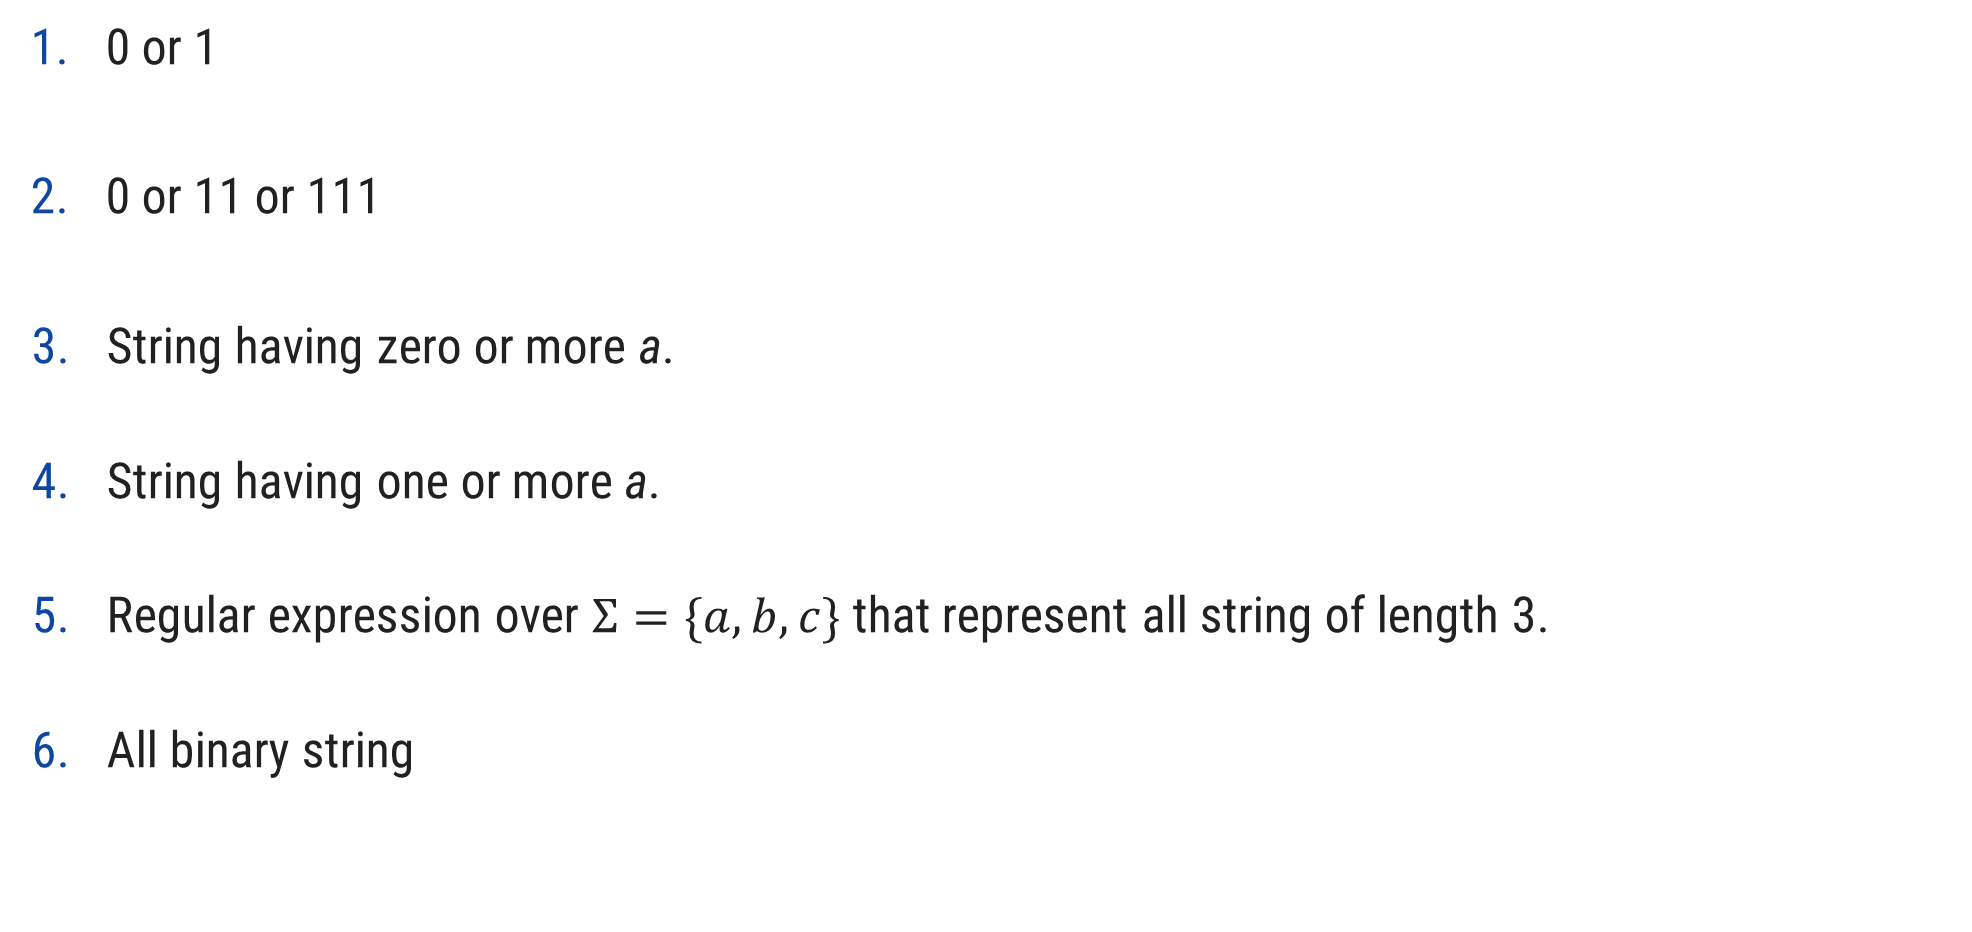 1. 0 or 1
2. 0 or 11 or 111
3. String having zero or more a.
4. String having one or more a.
5. Regular expression over Σ = {a, b, c} that represent all string of length 3.
6. All binary string